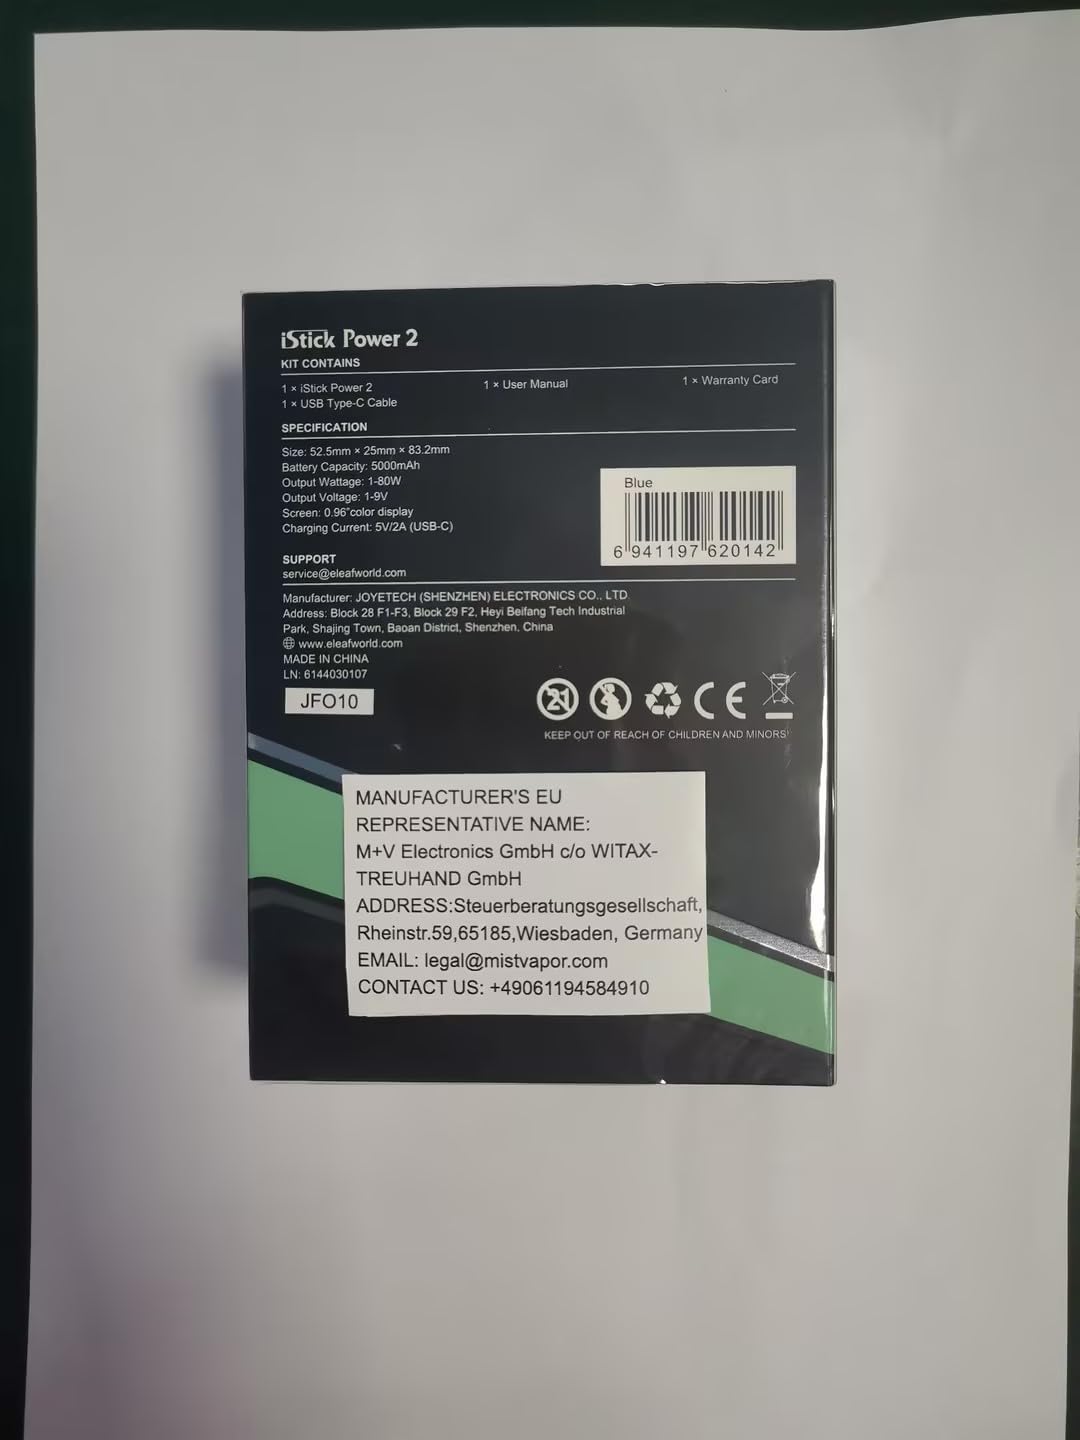 iStick Power 2
KIT CONTAINS
1 × iStick Power 2
1 × User Manual
1 × Warranty Card
1 × USB Type-C Cable
SPECIFICATION
Size: 52.5mm × 25mm × 83.2mm
Battery Capacity: 5000mAh
Output Wattage: 1-80W
Output Voltage: 1-9V
Screen: 0.96"color display
Charging Current: 5V/2A (USB-C)
Blue
6 941197 620142
SUPPORT
service@eleafworld.com
Manufacturer: JOYETECH (SHENZHEN) ELECTRONICS CO., LTD
Address: Block 28 F1-F3, Block 29 F2, Heyi Beifang Tech Industrial
Park, Shajing Town, Baoan District, Shenzhen, China
www.eleafworld.com
MADE IN CHINA
LN: 6144030107
JFO10
21
CE
KEEP OUT OF REACH OF CHILDREN AND MINORS!
MANUFACTURER'S EU
REPRESENTATIVE NAME:
M+V Electronics GmbH c/o WITAX-
TREUHAND GmbH
ADDRESS:Steuerberatungsgesellschaft,
Rheinstr.59,65185,Wiesbaden, Germany
EMAIL: legal@mistvapor.com
CONTACT US: +49061194584910